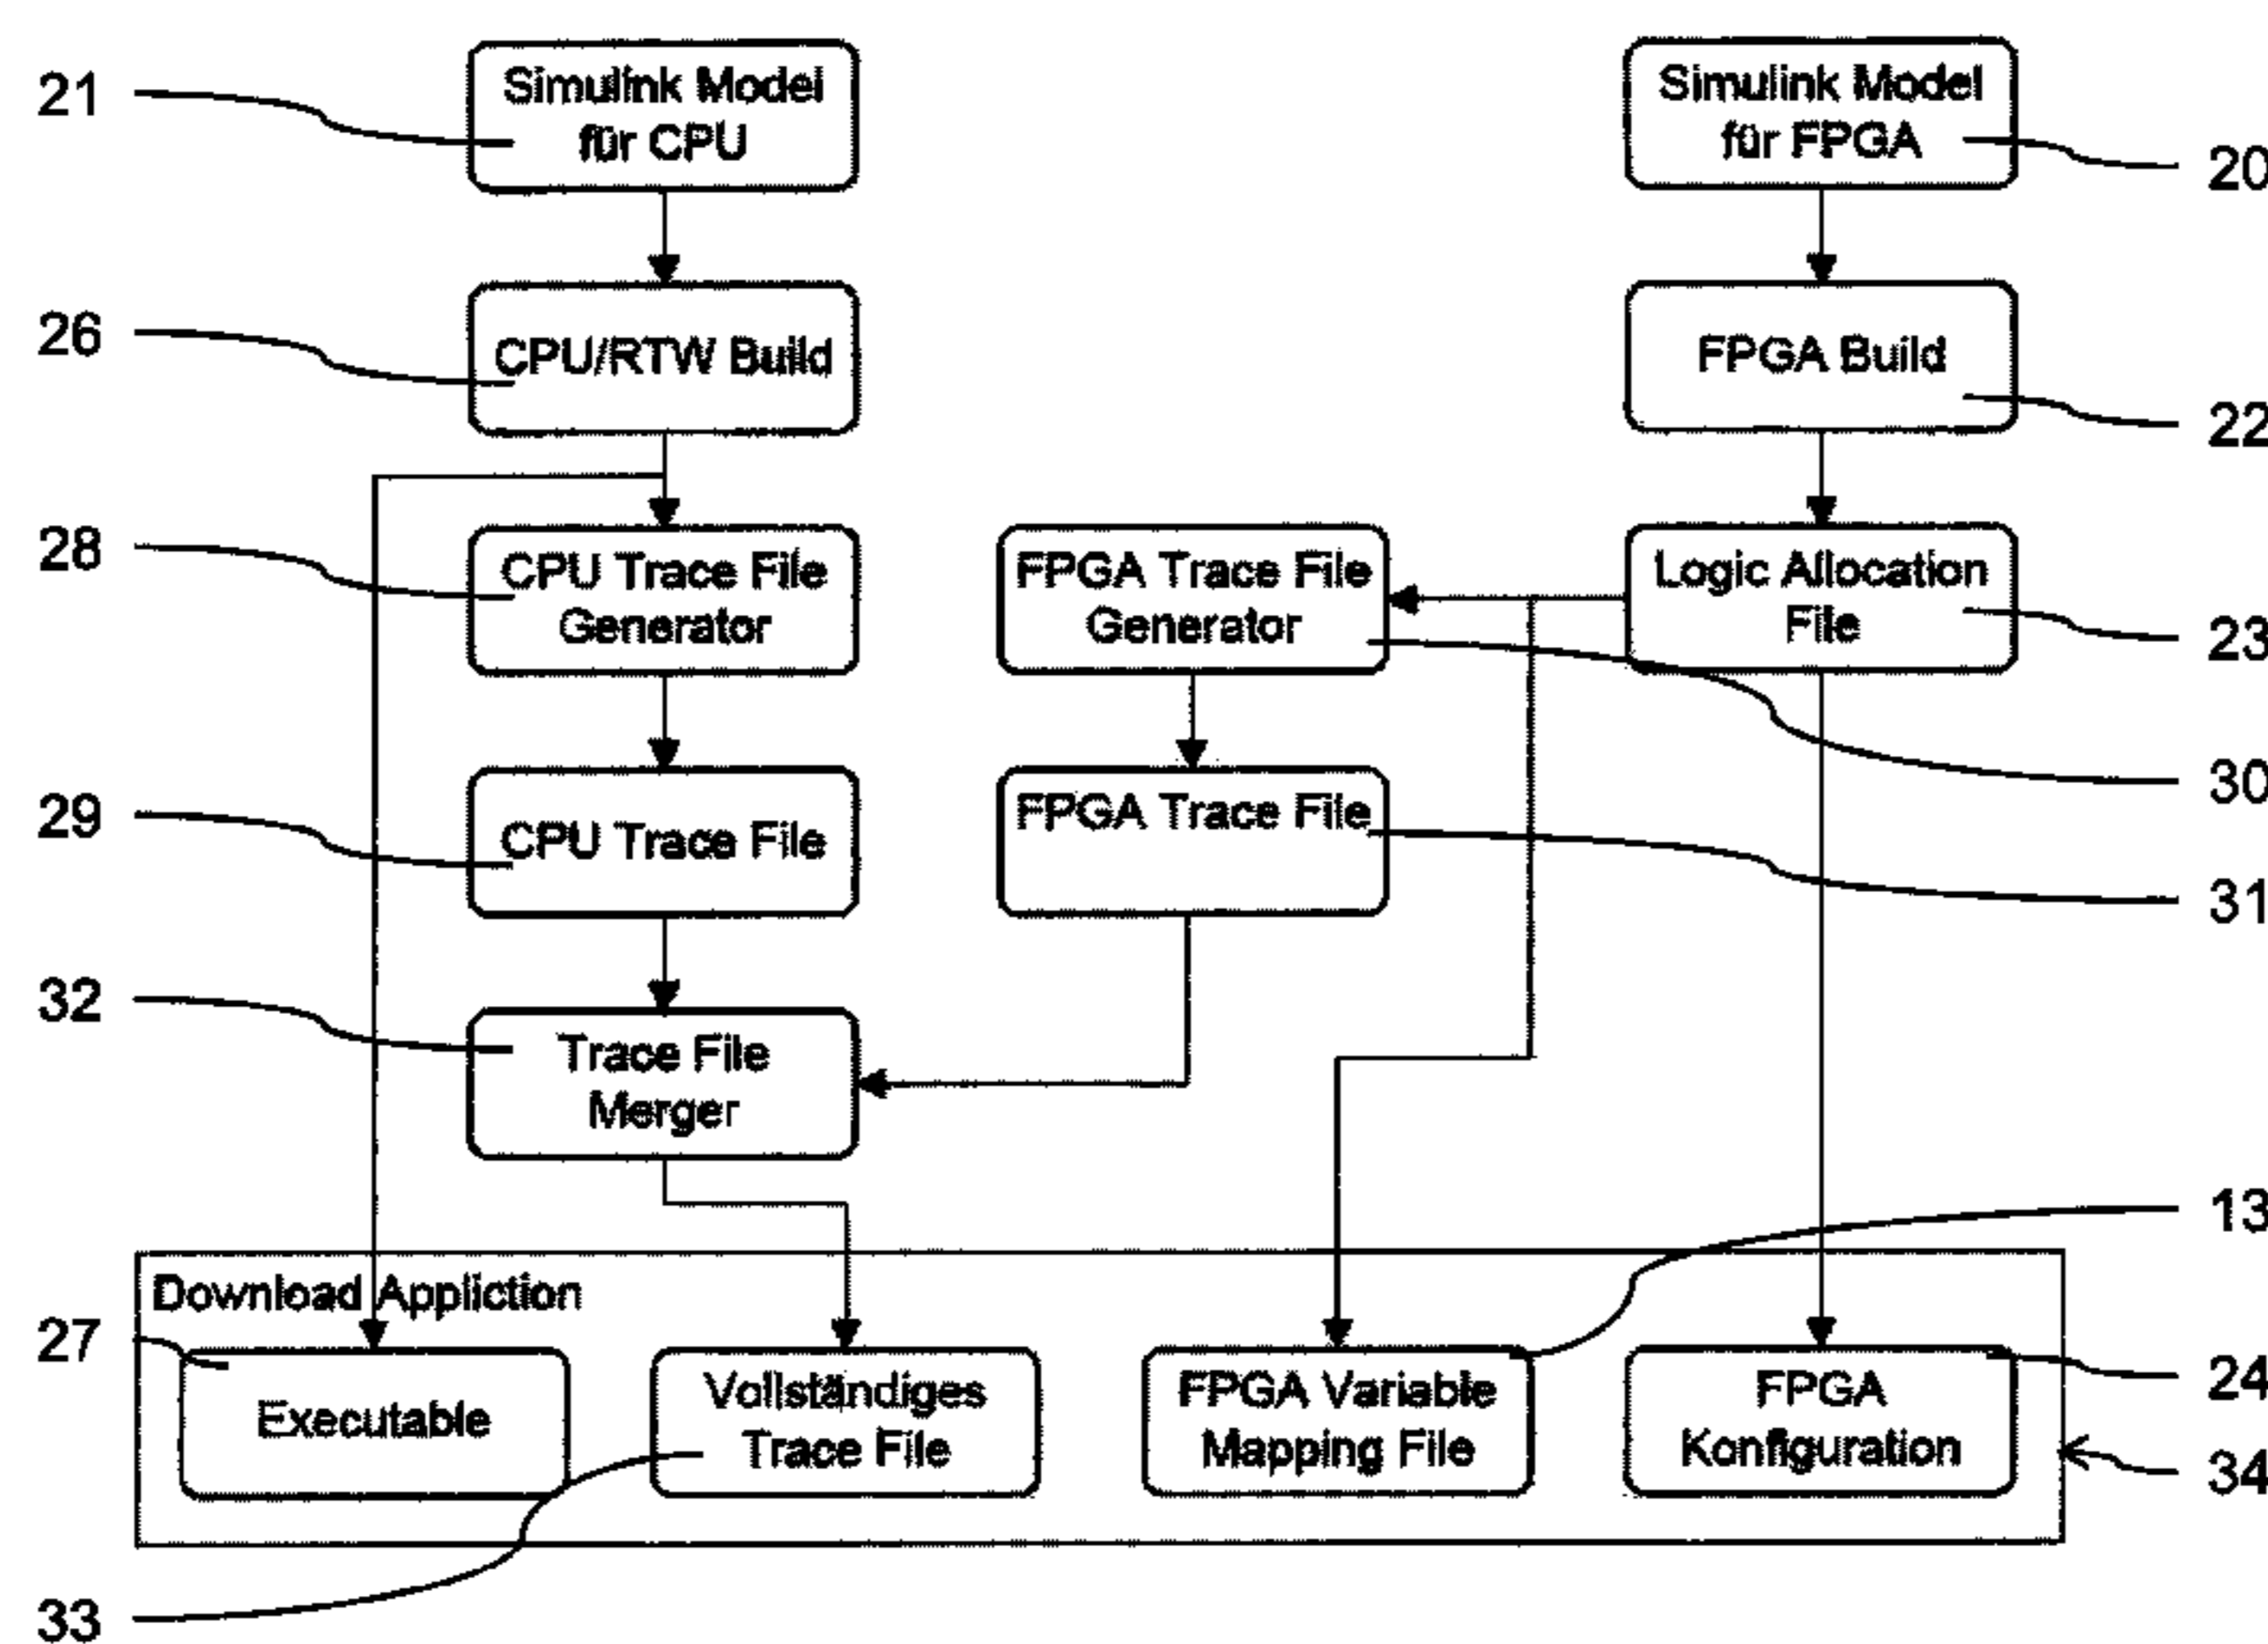 21
Simulink Model
für CPU
Simulink Model
für FPGA
20
26
CPU/RTW Build
FPGA Build
22
28
CPU Trace File
Generator
FPGA Trace File
Generator
Logic Allocation
File
23
30
29
CPU Trace File
FPGA Trace File
31
32
Trace File
Merger
13
Download Appliction
27
Executable
Vollständiges
Trace File
FPGA Variable
Mapping File
FPGA
Konfiguration
24
34
33